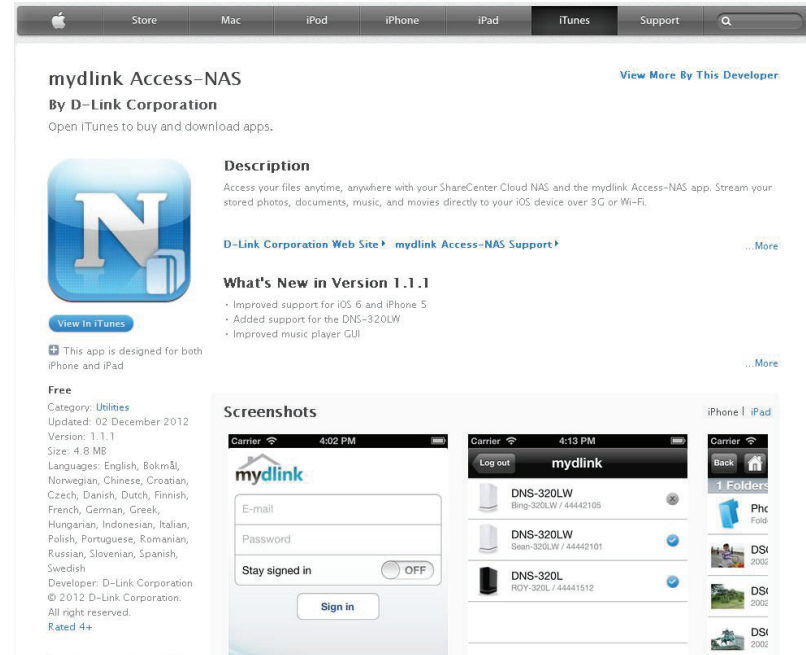 Store Mac iPod iPhone iPad iTunes Support
mydlink Access-NAS
View More By This Developer
By D-Link Corporation
Open iTunes to buy and download apps.
Description
Access your files anytime, anywhere with your ShareCenter Cloud NAS and the mydlink Access-NAS app. Stream your
stored photos, documents, music, and movies directly to your iOS device over 3G or Wi-Fi.
D-Link Corporation Web Site mydlink Access-NAS Support
...More
What's New in Version 1.1.1
• Improved support for iOS 6 and iPhone 5
• Added support for the DNS-320LW
• Improved music player GUI
...More
N
View In iTunes
This app is designed for both
iPhone and iPad
Free
Category: Utilities
Updated: 02 December 2012
Version: 1.1.1
Size: 4.8 MB
Languages: English, Bokmål,
Norwegian, Chinese, Croatian,
Czech, Danish, Dutch, Finnish,
French, German, Greek,
Hungarian, Indonesian, Italian,
Polish, Portuguese, Romanian,
Russian, Slovenian, Spanish,
Swedish
Developer: D-Link Corporation
© 2012 D-Link Corporation.
All right reserved.
Rated 4+
Screenshots
iPhone | iPad
Carrier 4:02 PM
mydlink
E-mail
Password
Stay signed in OFF
Sign in
Carrier 4:13 PM
Log out mydlink
DNS-320LW
Bing-320LW / 44442105
DNS-320LW
Sean-320LW / 44442101
DNS-320L
ROY-320L / 44441512
Carrier
Back
1 Folders
Pho
Fold
DSC
2002
DSC
2002
DSC
2002